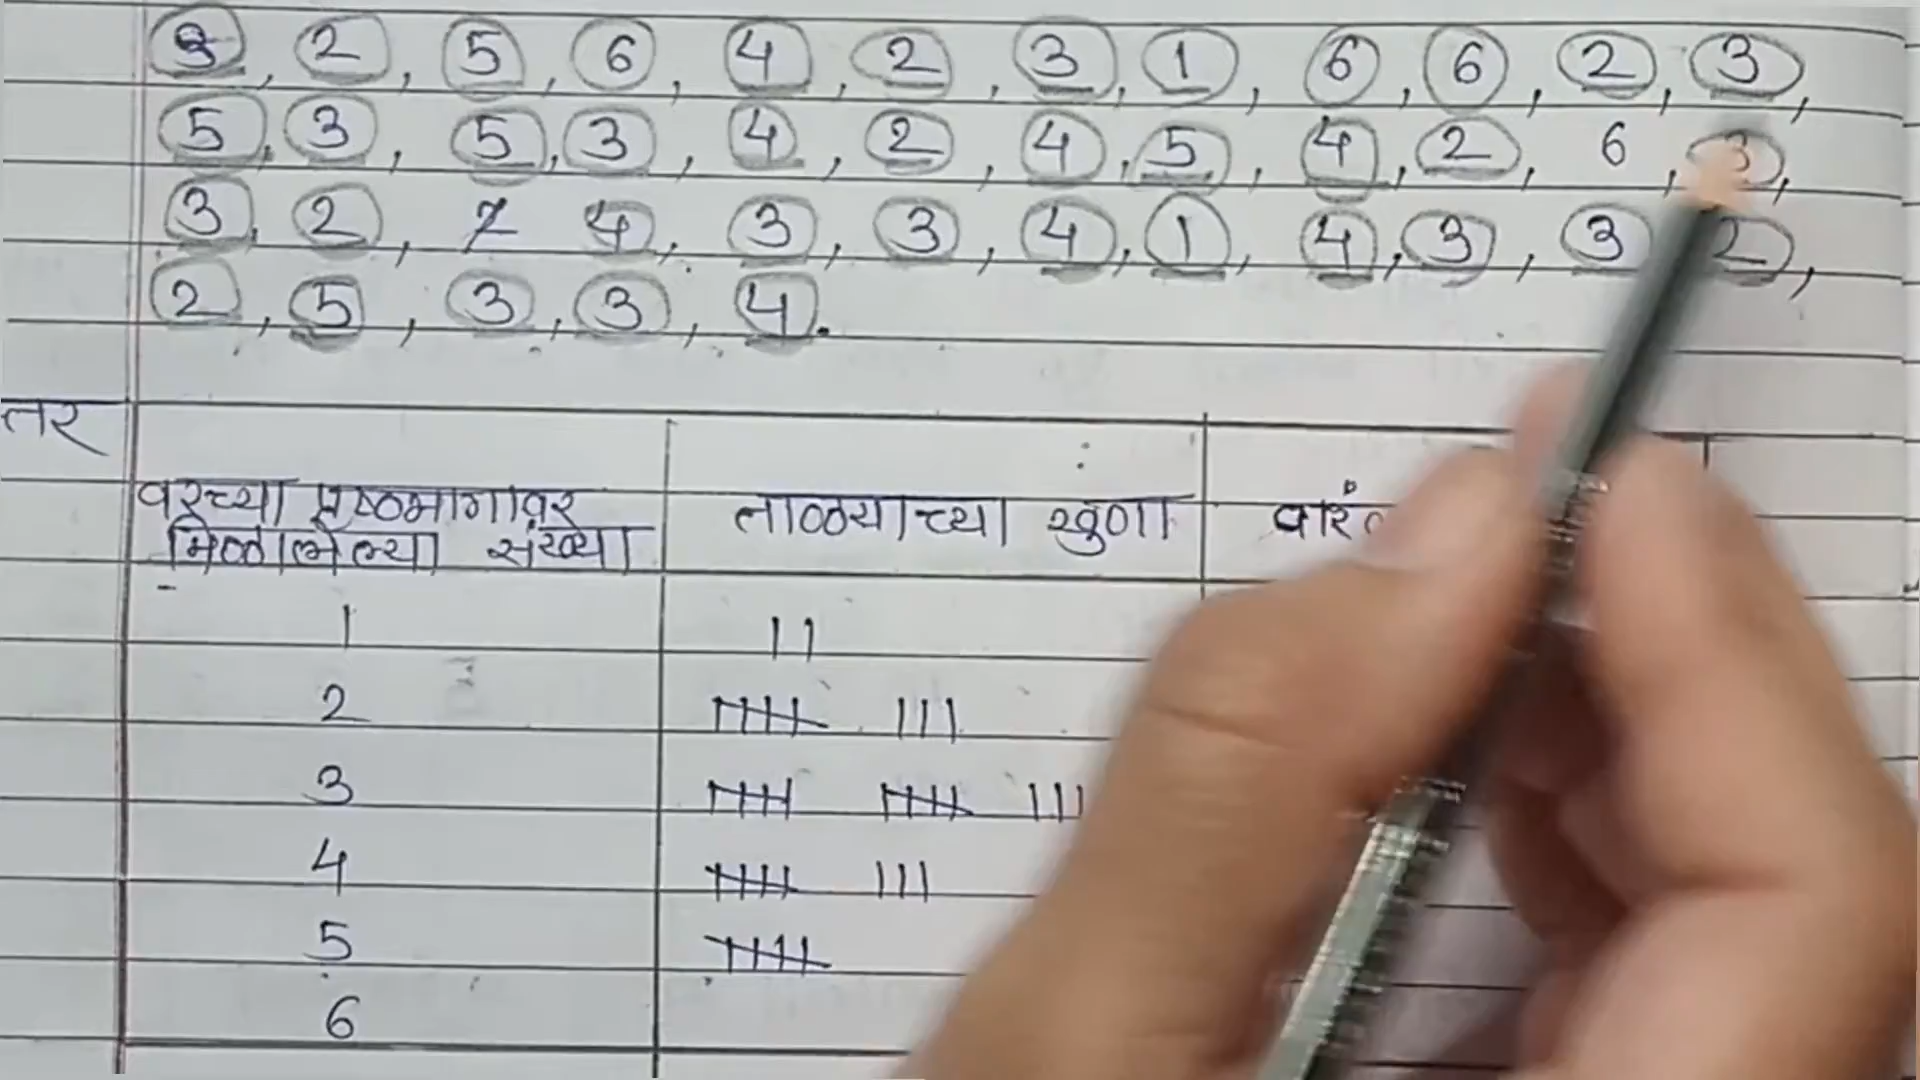 3, 2, 5, 6, 4, 2, 3, 1, 6, 6, 2, 3,
5, 3, 5, 3, 4, 2, 4, 5, 4, 2, 6, 3,
3, 2, 4, 3, 3, 4, 1, 4, 3, 3, 2,
2, 5, 3, 3, 4.
तर
वरच्या पृष्ठभागावर मिळालेल्या संख्या ताळ्याच्या खुणा
1 ||
2 |||| |||
3 |||| |||| |||
4 |||| |||
5 ||||
6